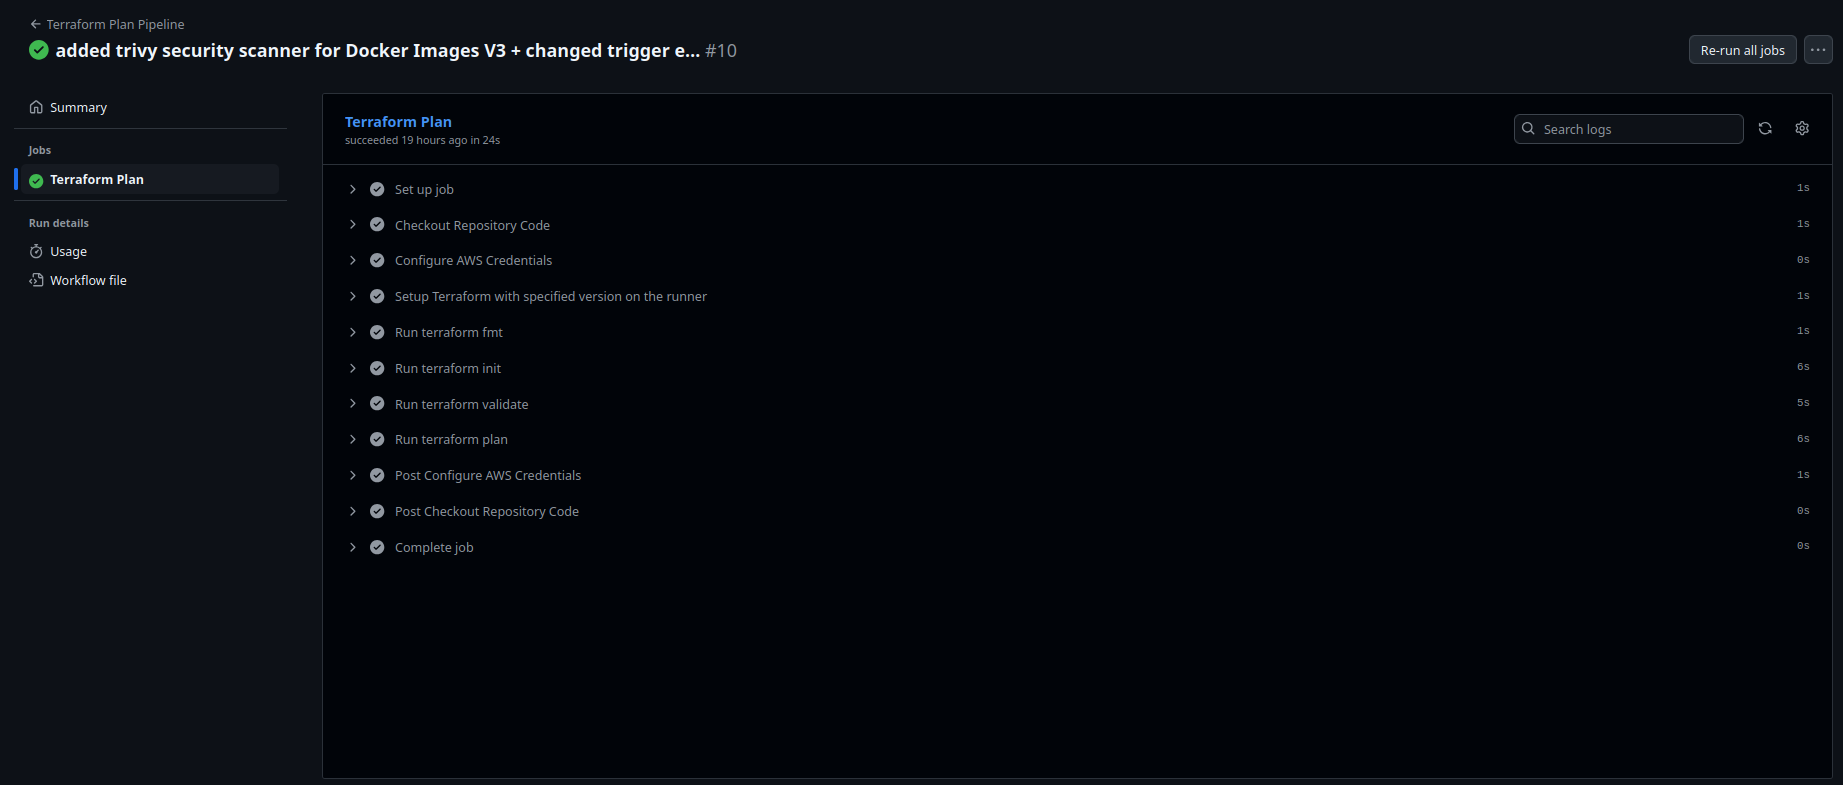 Terraform Plan Pipeline
added trivy security scanner for Docker Images V3 + changed trigger e... #10
Re-run all jobs
Summary
Jobs
Terraform Plan
Run details
Usage
Workflow file
Terraform Plan
succeeded 19 hours ago in 24s
Search logs
Set up job 1s
Checkout Repository Code 1s
Configure AWS Credentials 0s
Setup Terraform with specified version on the runner 1s
Run terraform fmt 1s
Run terraform init 6s
Run terraform validate 5s
Run terraform plan 6s
Post Configure AWS Credentials 1s
Post Checkout Repository Code 0s
Complete job 0s